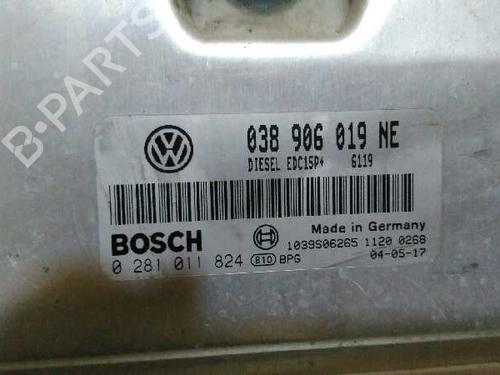 B-PARTS
038 906 019 NE
DIESEL EDC15P+ 6119
BOSCH
Made in Germany
1039S06265 1120 0268
0 281 011 824 810 BPG 04-05-17